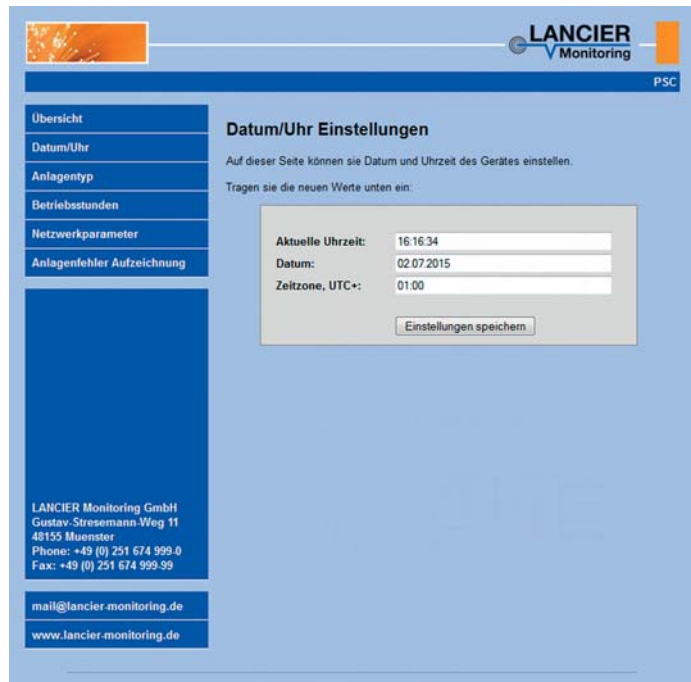 LANCIER
Monitoring
PSC
Übersicht
Datum/Uhr
Anlagentyp
Betriebsstunden
Netzwerkparameter
Anlagenfehler Aufzeichnung
Datum/Uhr Einstellungen
Auf dieser Seite können sie Datum und Uhrzeit des Gerätes einstellen.
Tragen sie die neuen Werte unten ein:
Aktuelle Uhrzeit: 16:16:34
Datum: 02.07.2015
Zeitzone, UTC+: 01:00
Einstellungen speichern
LANCIER Monitoring GmbH
Gustav-Stresemann-Weg 11
48155 Muenster
Phone: +49 (0) 251 674 999-0
Fax: +49 (0) 251 674 999-99
mail@lancier-monitoring.de
www.lancier-monitoring.de